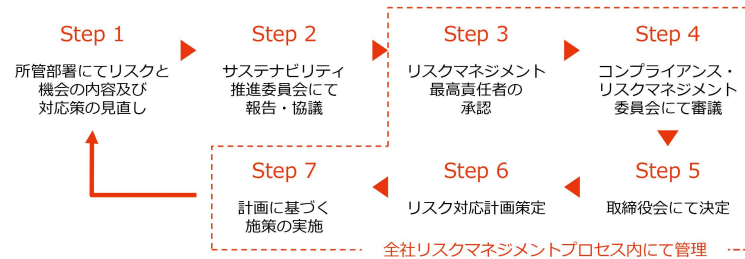 Step 1
所管部署にてリスクと
機会の内容及び
対応策の見直し
Step 2
サステナビリティ
推進委員会にて
報告・協議
Step 3
リスクマネジメント
最高責任者の
承認
Step 4
コンプライアンス・
リスクマネジメント
委員会にて審議
Step 5
取締役会にて決定
Step 6
リスク対応計画策定
Step 7
計画に基づく
施策の実施
全社リスクマネジメントプロセス内にて管理